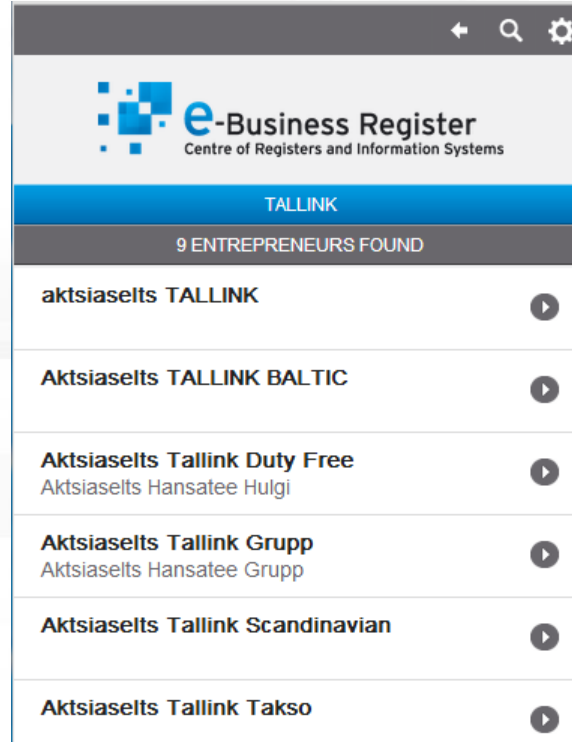 e-Business Register
Centre of Registers and Information Systems
TALLINK
9 ENTREPRENEURS FOUND
aktsiaselts TALLINK
Aktsiaselts TALLINK BALTIC
Aktsiaselts Tallink Duty Free
Aktsiaselts Hansatee Hulgi
Aktsiaselts Tallink Grupp
Aktsiaselts Hansatee Grupp
Aktsiaselts Tallink Scandinavian
Aktsiaselts Tallink Takso